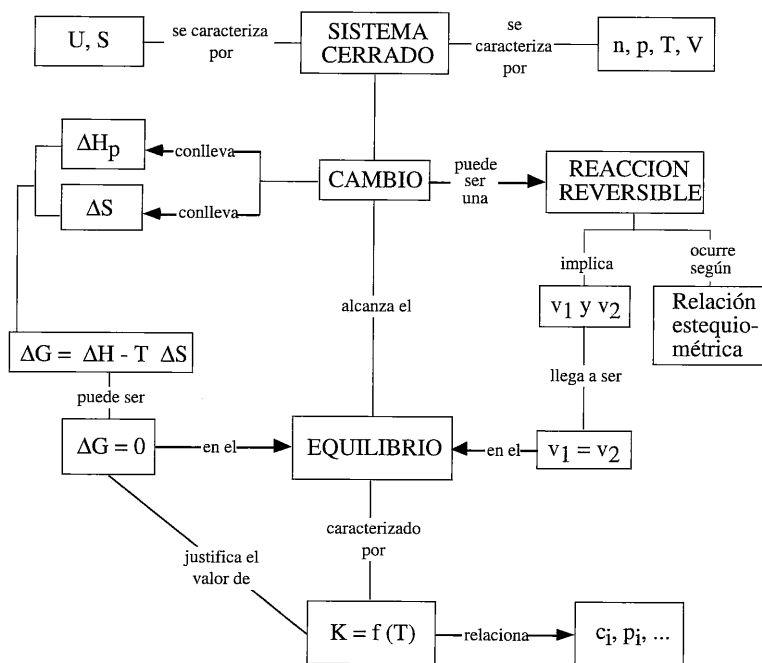 U, S
se caracteriza
por
SISTEMA
CERRADO
se
caracteriza
por
n, p, T, V
ΔHp
conlleva
ΔS
conlleva
CAMBIO
puede
ser
una
REACCION
REVERSIBLE
implica
ocurre
según
v1 y v2
Relación
estequio-
métrica
alcanza el
ΔG = ΔH - T ΔS
llega a ser
puede ser
ΔG = 0
en el
EQUILIBRIO
en el
v1 = v2
caracterizado
por
justifica el
valor de
K = f (T)
relaciona
ci, pi, ...